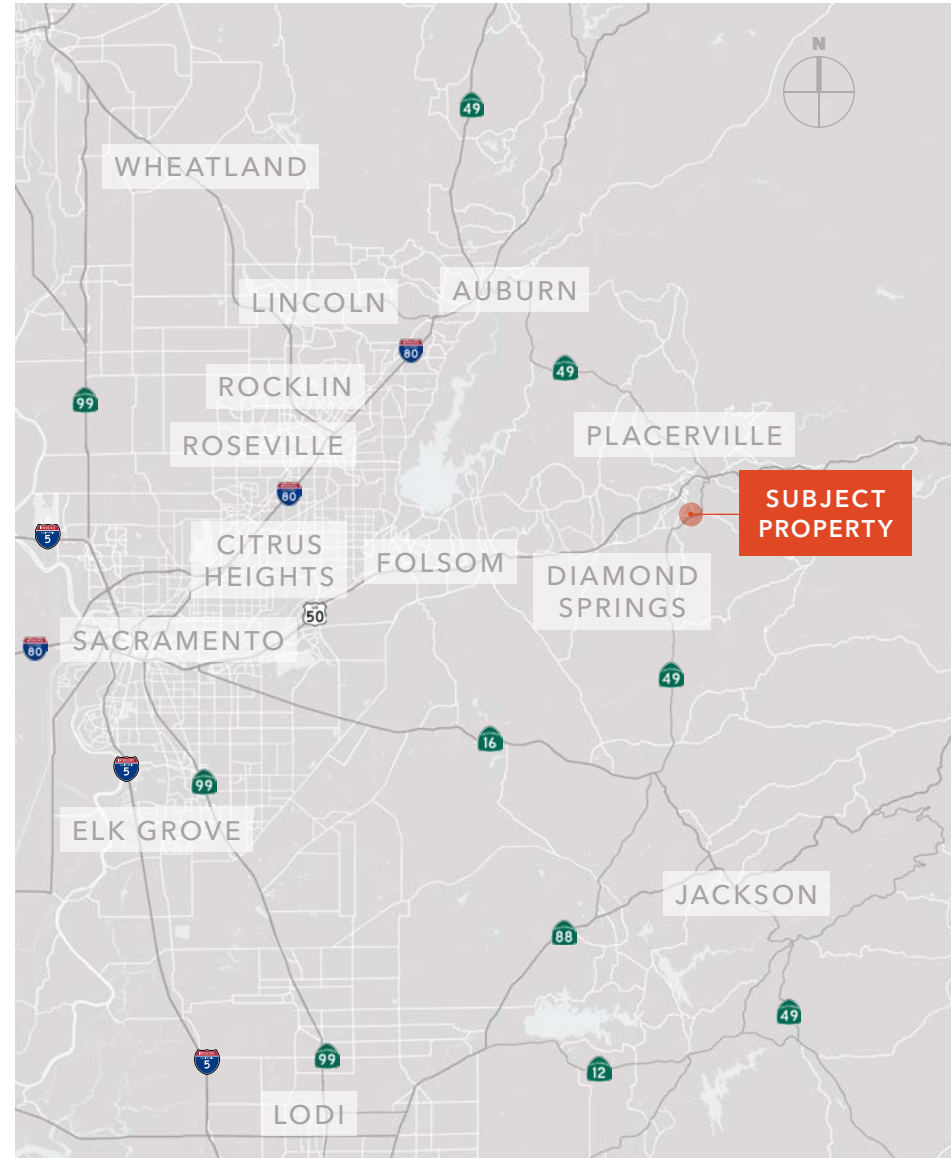 N
49
WHEATLAND
AUBURN
LINCOLN
80
49
ROCKLIN
99
PLACERVILLE
ROSEVILLE
80
SUBJECT
PROPERTY
5
CITRUS
HEIGHTS
FOLSOM
DIAMOND
SPRINGS
50
SACRAMENTO
80
49
16
5
99
ELK GROVE
JACKSON
88
49
99
5
12
LODI